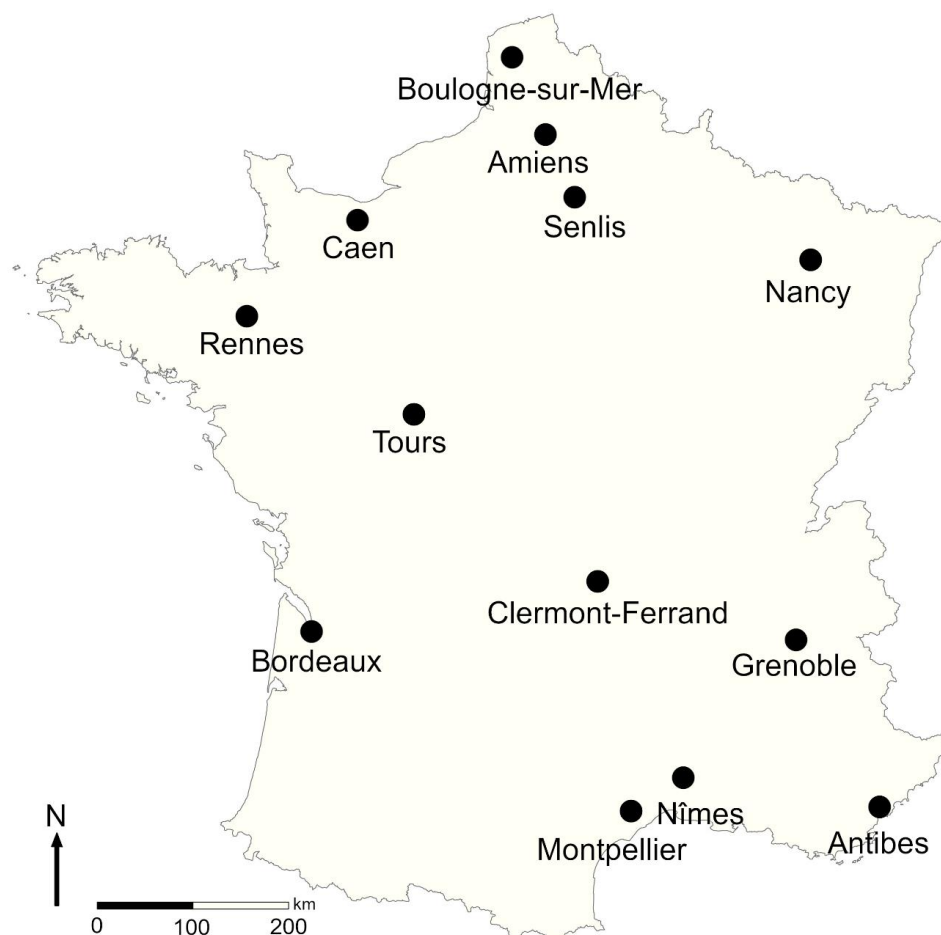 Boulogne-sur-Mer
Amiens
Senlis
Caen
Nancy
Rennes
Tours
Clermont-Ferrand
Bordeaux
Grenoble
Nîmes
Montpellier
Antibes
N
km
0 100 200